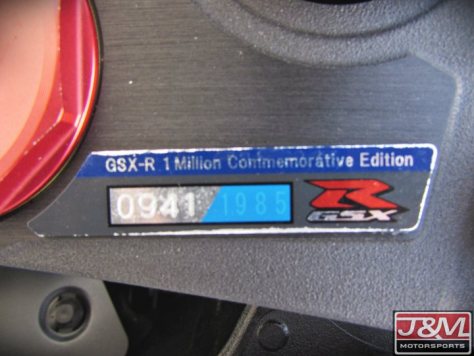 GSX-R 1 Million Commemorative Edition
0941/1985
R
GSX
J&M
MOTORSPORTS